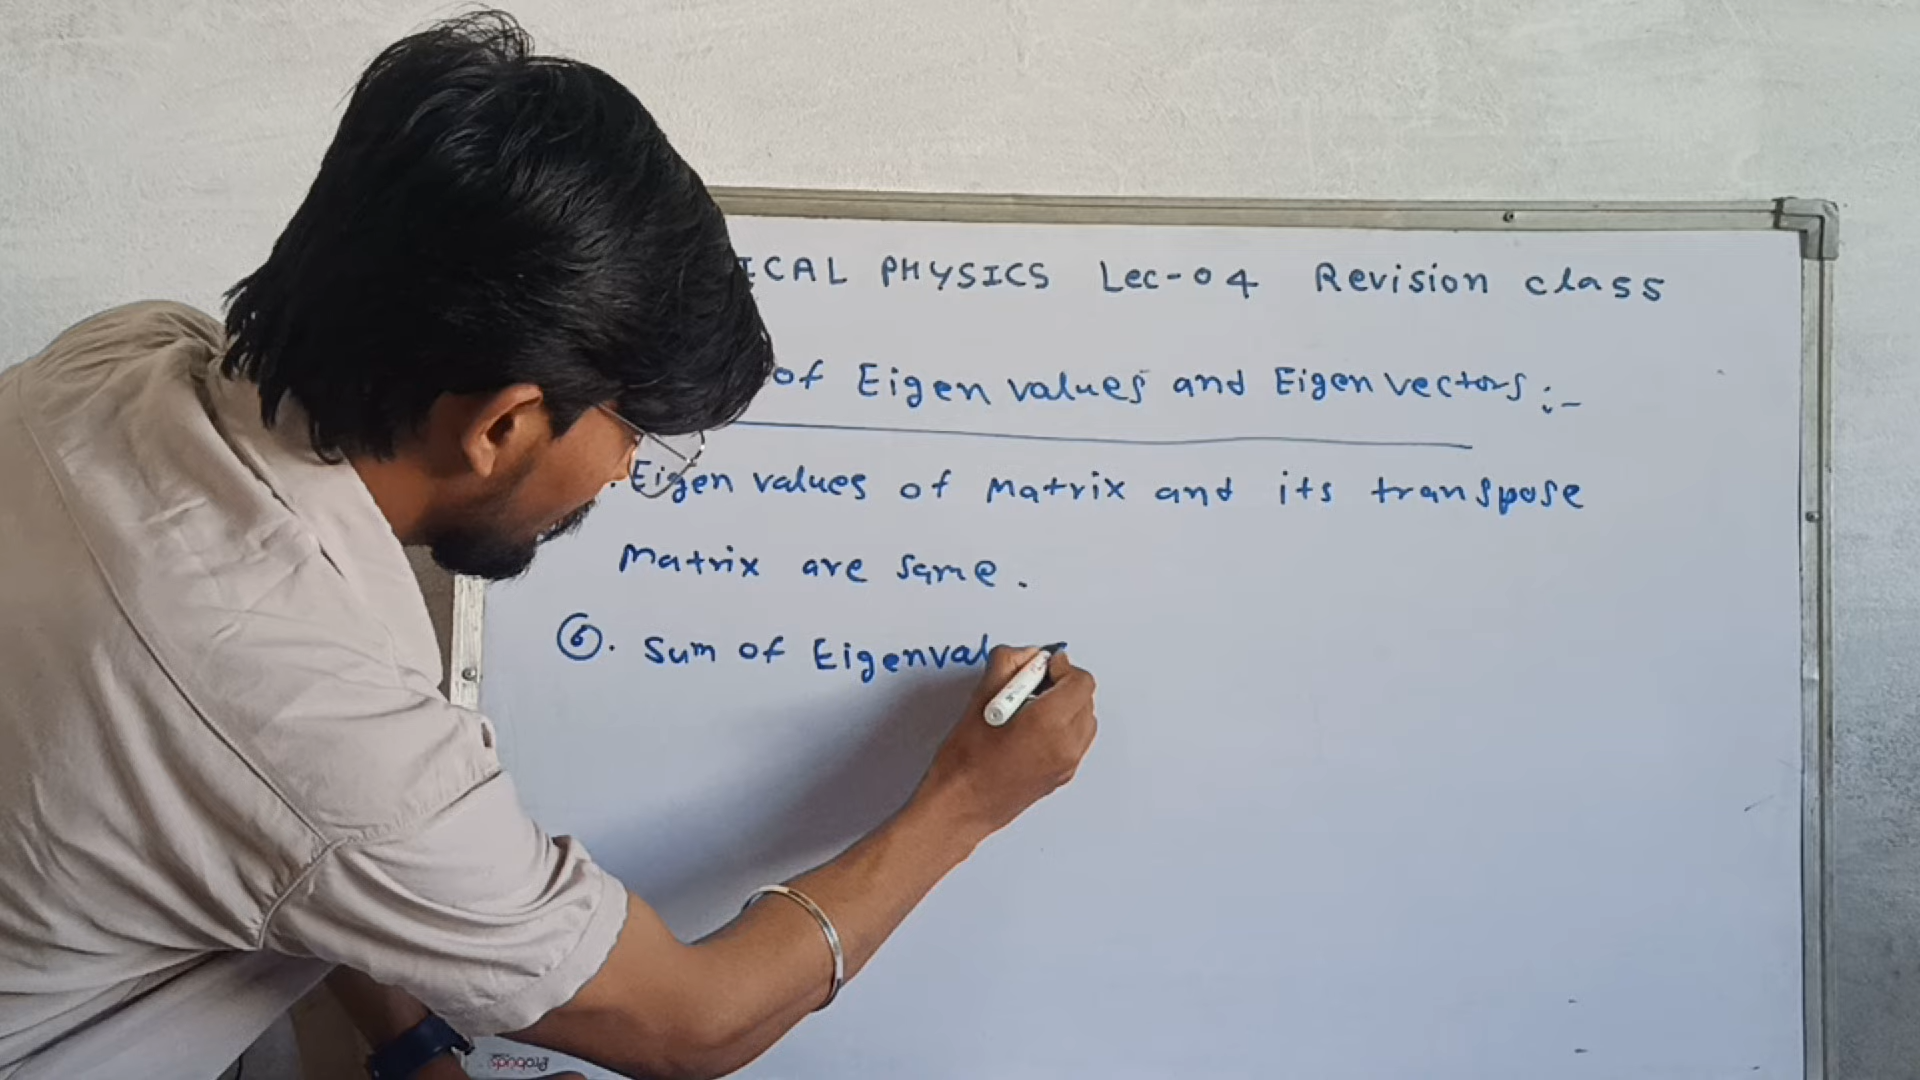 ICAL PHYSICS Lec-04 Revision class
of Eigen values and Eigen vectors :-
. Eigen values of Matrix and its transpose
Matrix are same.
⑥. Sum of Eigenval
Probuds